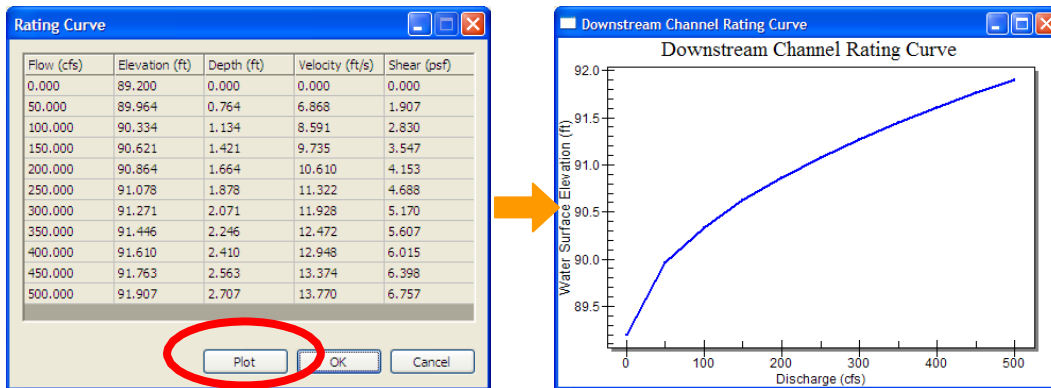 Rating Curve
Flow (cfs) Elevation (ft) Depth (ft) Velocity (ft/s) Shear (psf)
0.000 89.200 0.000 0.000 0.000
50.000 89.964 0.764 6.868 1.907
100.000 90.334 1.134 8.591 2.830
150.000 90.621 1.421 9.735 3.547
200.000 90.864 1.664 10.610 4.153
250.000 91.078 1.878 11.322 4.688
300.000 91.271 2.071 11.928 5.170
350.000 91.446 2.246 12.472 5.607
400.000 91.610 2.410 12.948 6.015
450.000 91.763 2.563 13.374 6.398
500.000 91.907 2.707 13.770 6.757
Plot OK Cancel
Downstream Channel Rating Curve
Downstream Channel Rating Curve
Water Surface Elevation (ft)
92.0
91.5
91.0
90.5
90.0
89.5
0 100 200 300 400 500
Discharge (cfs)